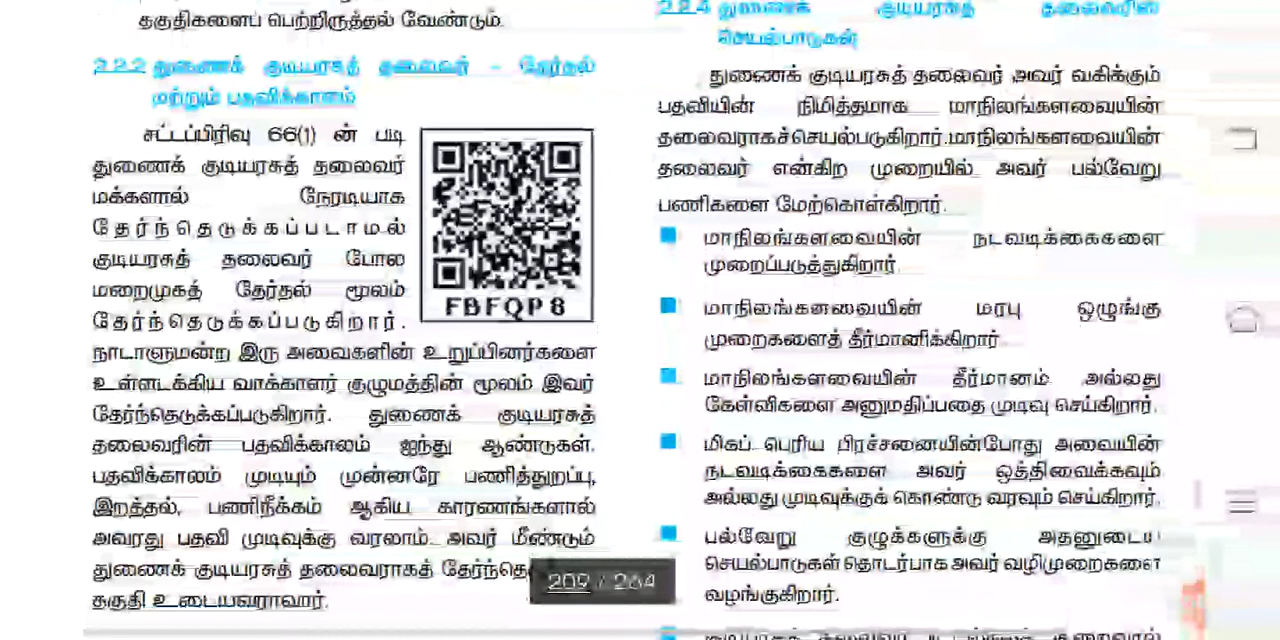 தகுதிகளைப் பெற்றிருத்தல் வேண்டும்.
2.2.2 துணைக் குடியரசுத் தலைவர் – தேர்தல்
மற்றும் பதவிக்காலம்
சட்டப்பிரிவு 66(1) ன் படி
துணைக் குடியரசுத் தலைவர்
மக்களால் நேரடியாக
தேர்ந்தெடுக்கப்படாமல்
குடியரசுத் தலைவர் போல
மறைமுகத் தேர்தல் மூலம்
தேர்ந்தெடுக்கப்படுகிறார்.
FBFQP8
நாடாளுமன்ற இரு அவைகளின் உறுப்பினர்களை
உள்ளடக்கிய வாக்காளர் குழுமத்தின் மூலம் இவர்
தேர்ந்தெடுக்கப்படுகிறார். துணைக் குடியரசுத்
தலைவரின் பதவிக்காலம் ஐந்து ஆண்டுகள்.
பதவிக்காலம் முடியும் முன்னரே பணித்துறப்பு,
இறத்தல், பணிநீக்கம் ஆகிய காரணங்களால்
அவரது பதவி முடிவுக்கு வரலாம். அவர் மீண்டும்
துணைக் குடியரசுத் தலைவராகத்
தகுதி உடையவராவார்.
2.2.4 துணைக் குடியரசுத் தலைவரின்
செயல்பாடுகள்
துணைக் குடியரசுத் தலைவர் அவர் வகிக்கும்
பதவியின் நிமித்தமாக மாநிலங்களவையின்
தலைவராகச் செயல்படுகிறார்.மாநிலங்களவையின்
தலைவர் என்கிற முறையில் அவர் பல்வேறு
பணிகளை மேற்கொள்கிறார்.
மாநிலங்களவையின் நடவடிக்கைகளை
முறைப்படுத்துகிறார்
மாநிலங்களவையின் மரபு ஒழுங்கு
முறைகளைத் தீர்மானிக்கிறார்
மாநிலங்களவையின் தீர்மானம் அல்லது
கேள்விகளை அனுமதிப்பதை முடிவு செய்கிறார்.
மிகப் பெரிய பிரச்சனையின்போது அவையின்
நடவடிக்கைகளை அவர் ஒத்திவைக்கவும்
அல்லது முடிவுக்குக் கொண்டு வரவும் செய்கிறார்.
பல்வேறு குழுக்களுக்கு அதனுடைய
செயல்பாடுகள் தொடர்பாக அவர் வழிமுறைகளை
வழங்குகிறார்.
209 / 264